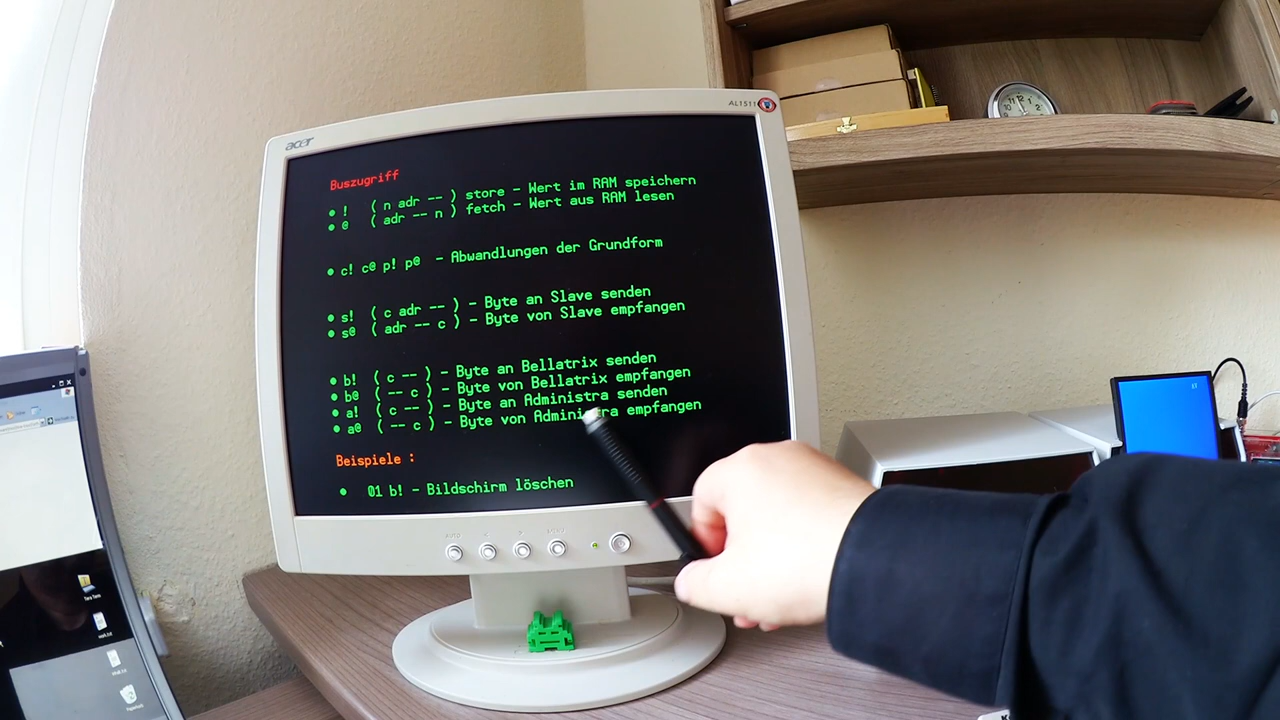 acer
AL1511
Buszugriff
• ! ( n adr -- ) store - Wert im RAM speichern
• @ ( adr -- n ) fetch - Wert aus RAM lesen
• c! c@ p! p@ - Abwandlungen der Grundform
• s! ( c adr -- ) - Byte an Slave senden
• s@ ( adr -- c ) - Byte von Slave empfangen
• b! ( c -- ) - Byte an Bellatrix senden
• b@ ( -- c ) - Byte von Bellatrix empfangen
• a! ( c -- ) - Byte an Administra senden
• a@ ( -- c ) - Byte von Administra empfangen
Beispiele :
• 01 b! - Bildschirm löschen
AUTO < > MENU